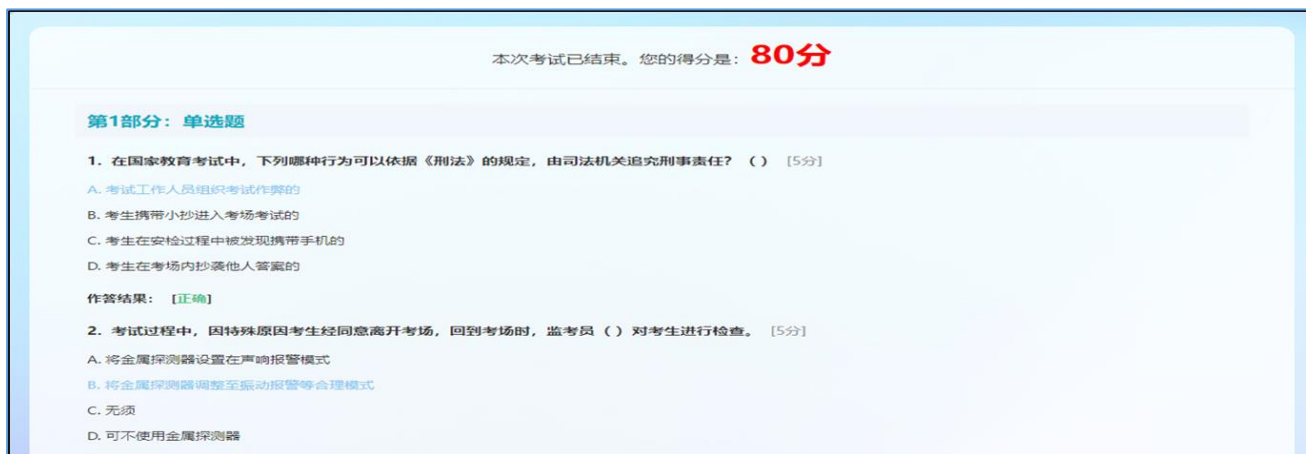 本次考试已结束。您的得分是：80分
第1部分：单选题
1. 在国家教育考试中，下列哪种行为可以依据《刑法》的规定，由司法机关追究刑事责任？（ ） [5分]
A. 考试工作人员组织考试作弊的
B. 考生携带小抄进入考场考试的
C. 考生在安检过程中被发现携带手机的
D. 考生在考场内抄袭他人答案的
作答结果： [正确]
2. 考试过程中，因特殊原因考生经同意离开考场，回到考场时，监考员（ ）对考生进行检查。 [5分]
A. 将金属探测器设置在声响报警模式
B. 将金属探测器调整至振动报警等合理模式
C. 无须
D. 可不使用金属探测器